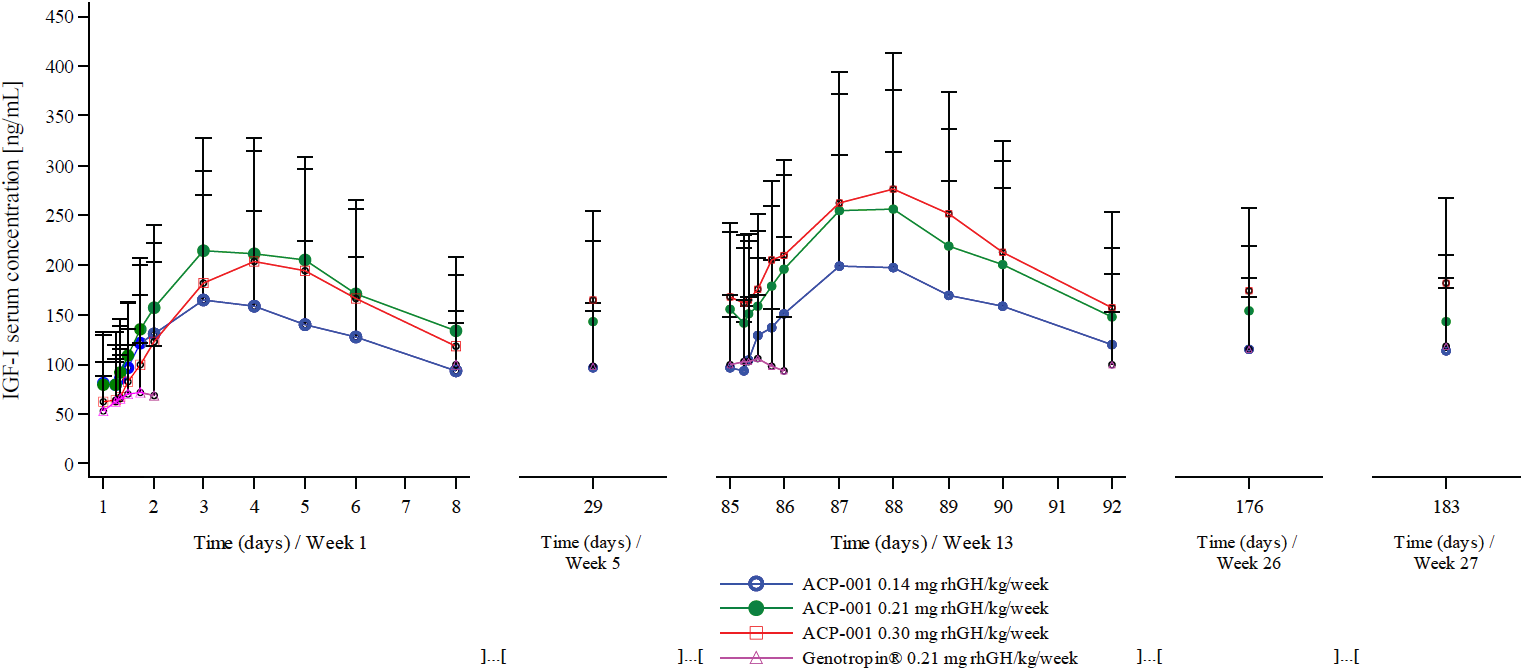 IGF-I serum concentration [ng/mL]
450
400
350
300
250
200
150
100
50
0
1 2 3 4 5 6 7 8
29
85 86 87 88 89 90 91 92
176
183
Time (days) / Week 1
Time (days) /
Week 5
Time (days) / Week 13
Time (days) /
Week 26
Time (days) /
Week 27
ACP-001 0.14 mg rhGH/kg/week
ACP-001 0.21 mg rhGH/kg/week
ACP-001 0.30 mg rhGH/kg/week
Genotropin® 0.21 mg rhGH/kg/week
]...[ ]...[ ]...[ ]...[